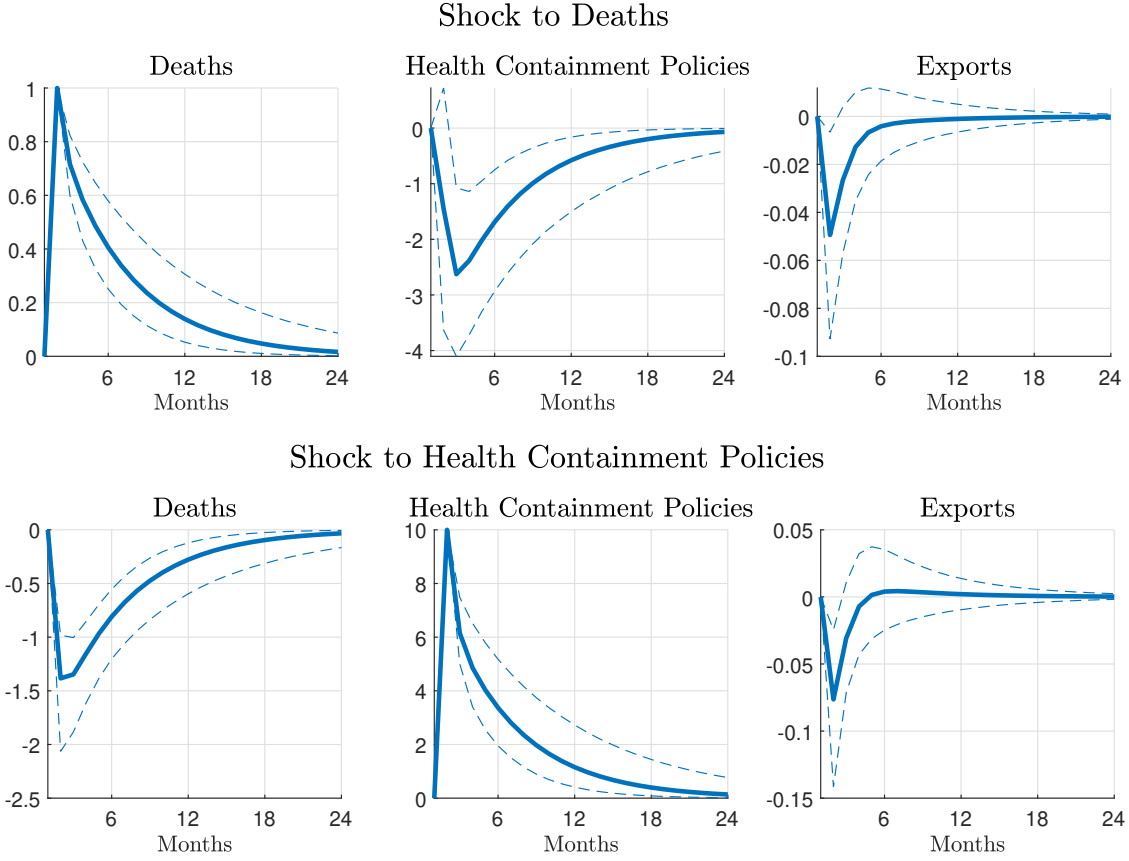 Shock to Deaths
Deaths
Health Containment Policies
Exports
1
0.8
0.6
0.4
0.2
0
6 12 18 24
Months
0
-1
-2
-3
-4
6 12 18 24
Months
0
-0.02
-0.04
-0.06
-0.08
-0.1
6 12 18 24
Months
Shock to Health Containment Policies
Deaths
Health Containment Policies
Exports
0
-0.5
-1
-1.5
-2
-2.5
6 12 18 24
Months
10
8
6
4
2
0
6 12 18 24
Months
0.05
0
-0.05
-0.1
-0.15
6 12 18 24
Months